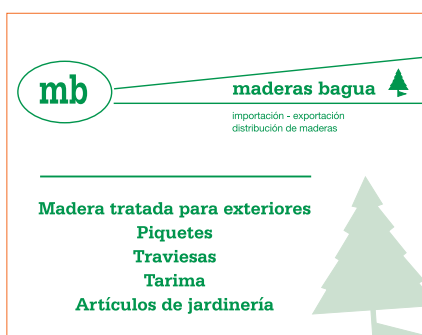 mb
maderas bagua
importación - exportación
distribución de maderas
Madera tratada para exteriores
Piquetes
Traviesas
Tarima
Artículos de jardinería